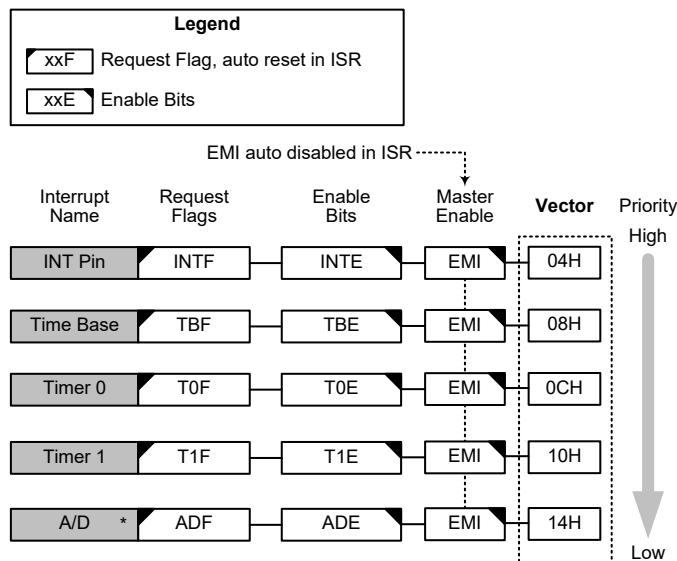 Legend
xxF Request Flag, auto reset in ISR
xxE Enable Bits
EMI auto disabled in ISR
Interrupt Name Request Flags Enable Bits Master Enable Vector Priority
High
INT Pin INTF INTE EMI 04H
Time Base TBF TBE EMI 08H
Timer 0 T0F T0E EMI 0CH
Timer 1 T1F T1E EMI 10H
A/D * ADF ADE EMI 14H
Low